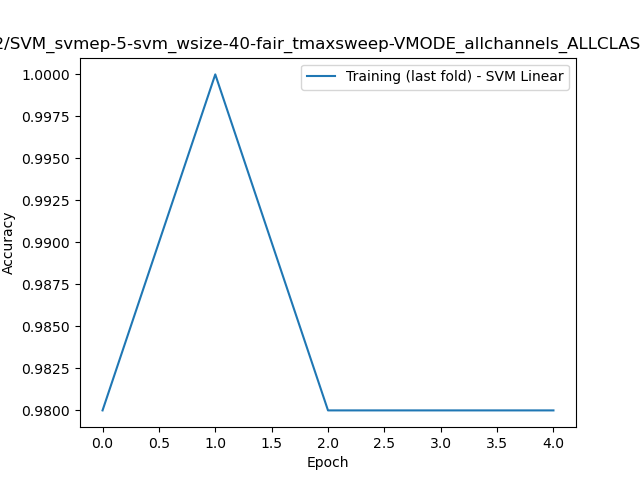 2/SVM_svmep-5-svm_wsize-40-fair_tmaxsweep-VMODE_allchannels_ALLCLAS
Training (last fold) - SVM Linear
Accuracy
1.0000
0.9975
0.9950
0.9925
0.9900
0.9875
0.9850
0.9825
0.9800
0.0 0.5 1.0 1.5 2.0 2.5 3.0 3.5 4.0
Epoch